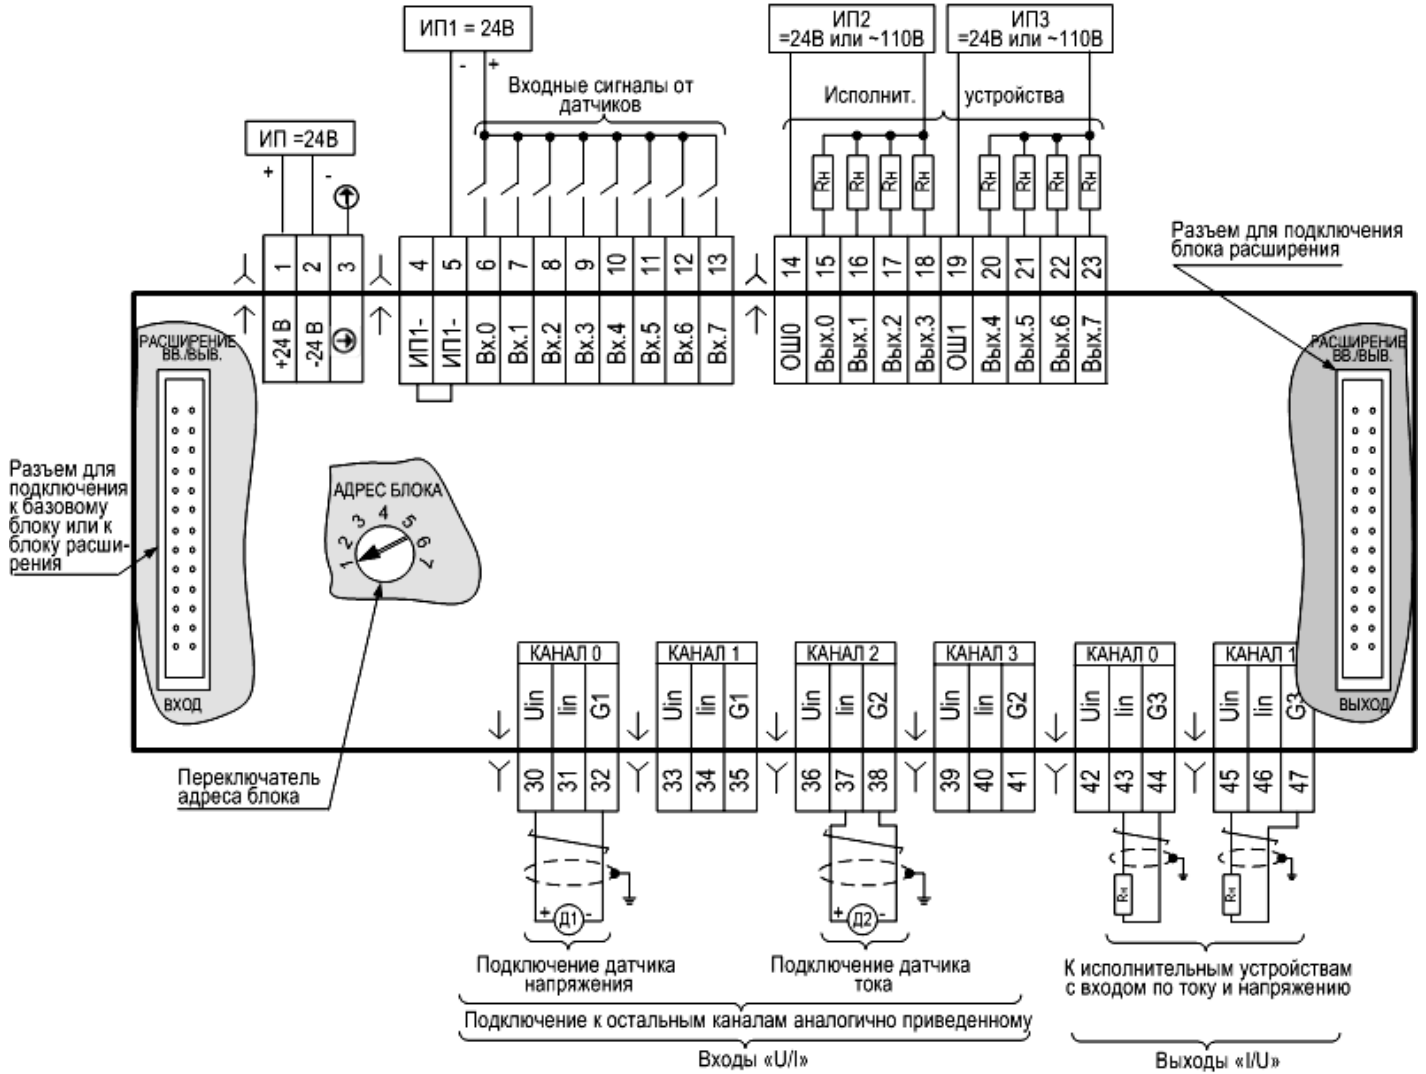 ИП1 = 24В
ИП2
=24В или ~110В
ИП3
=24В или ~110В
- +
Входные сигналы от
датчиков
Исполнит. устройства
ИП =24В
+ -
Rн Rн Rн Rн Rн Rн Rн Rн
Разъем для подключения
блока расширения
1 2 3 4 5 6 7 8 9 10 11 12 13 14 15 16 17 18 19 20 21 22 23
+24 В -24 В ИП1- ИП1- Вх.0 Вх.1 Вх.2 Вх.3 Вх.4 Вх.5 Вх.6 Вх.7 ОШ0 Вых.0 Вых.1 Вых.2 Вых.3 ОШ1 Вых.4 Вых.5 Вых.6 Вых.7
РАСШИРЕНИЕ
ВВ./ВЫВ.
РАСШИРЕНИЕ
ВВ./ВЫВ.
Разъем для
подключения
к базовому
блоку или к
блоку расши-
рения
АДРЕС БЛОКА
1 2 3 4 5 6 7
ВХОД
ВЫХОД
Переключатель
адреса блока
КАНАЛ 0 КАНАЛ 1 КАНАЛ 2 КАНАЛ 3 КАНАЛ 0 КАНАЛ 1
Uin Iin G1 Uin Iin G1 Uin Iin G2 Uin Iin G2 Uin Iin G3 Uin Iin G3
30 31 32 33 34 35 36 37 38 39 40 41 42 43 44 45 46 47
Rн Rн
+ Д1 - + Д2 -
Подключение датчика
напряжения
Подключение датчика
тока
К исполнительным устройствам
с входом по току и напряжению
Подключение к остальным каналам аналогично приведенному
Входы «U/I»
Выходы «I/U»